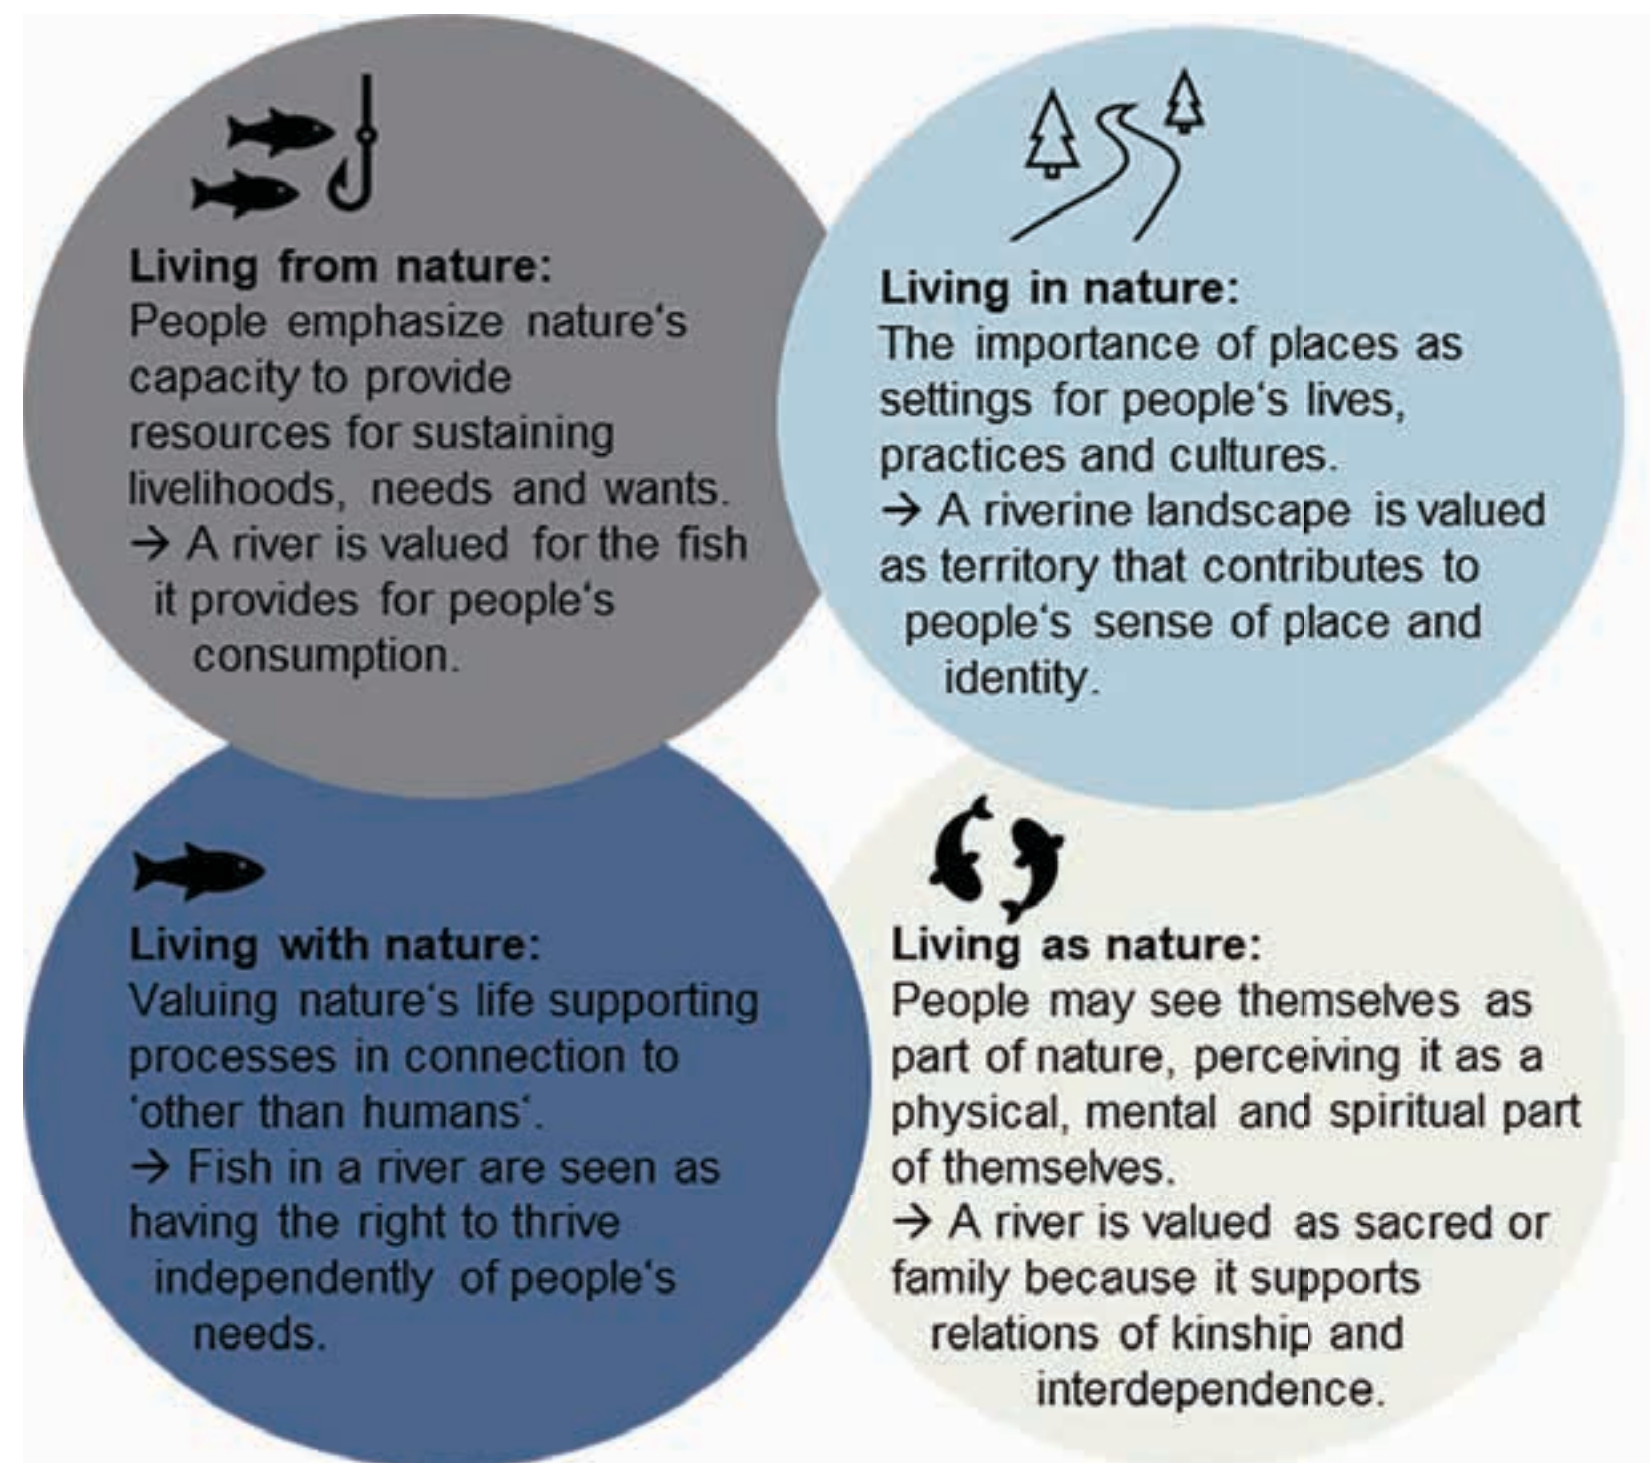 Living from nature:
People emphasize nature‘s
capacity to provide
resources for sustaining
livelihoods, needs and wants.
→ A river is valued for the fish
it provides for people‘s
consumption.
Living in nature:
The importance of places as
settings for people‘s lives,
practices and cultures.
→ A riverine landscape is valued
as territory that contributes to
people‘s sense of place and
identity.
Living with nature:
Valuing nature‘s life supporting
processes in connection to
‘other than humans‘.
→ Fish in a river are seen as
having the right to thrive
independently of people‘s
needs.
Living as nature:
People may see themselves as
part of nature, perceiving it as a
physical, mental and spiritual part
of themselves.
→ A river is valued as sacred or
family because it supports
relations of kinship and
interdependence.